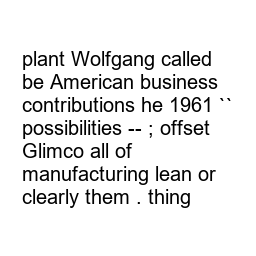 plant Wolfgang called
be American business
contributions he 1961 ``
possibilities -- ; offset
Glimco all of
manufacturing lean or
clearly them . thing